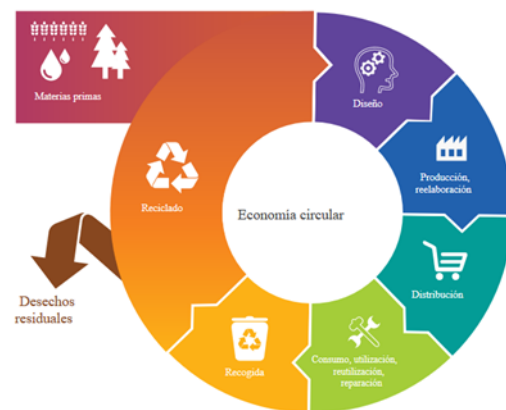 Materias primas
Diseño
Producción,
reelaboración
Distribución
Consumo, utilización,
reutilización,
reparación
Recogida
Reciclado
Desechos
residuales
Economía circular